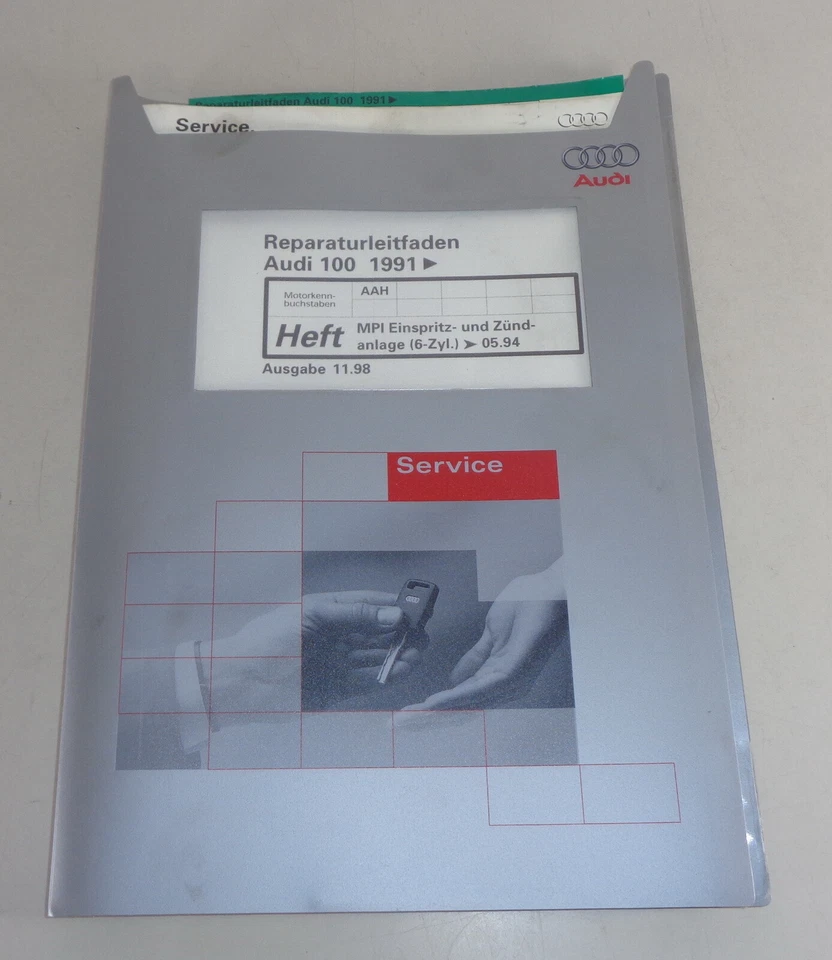 Reparaturleitfaden Audi 100 1991 ►
Service.
Audi
Reparaturleitfaden
Audi 100 1991 ►
Motorkenn-
buchstaben
AAH
Heft
MPI Einspritz- und Zünd-
anlage (6-Zyl.) ➤ 05.94
Ausgabe 11.98
Service